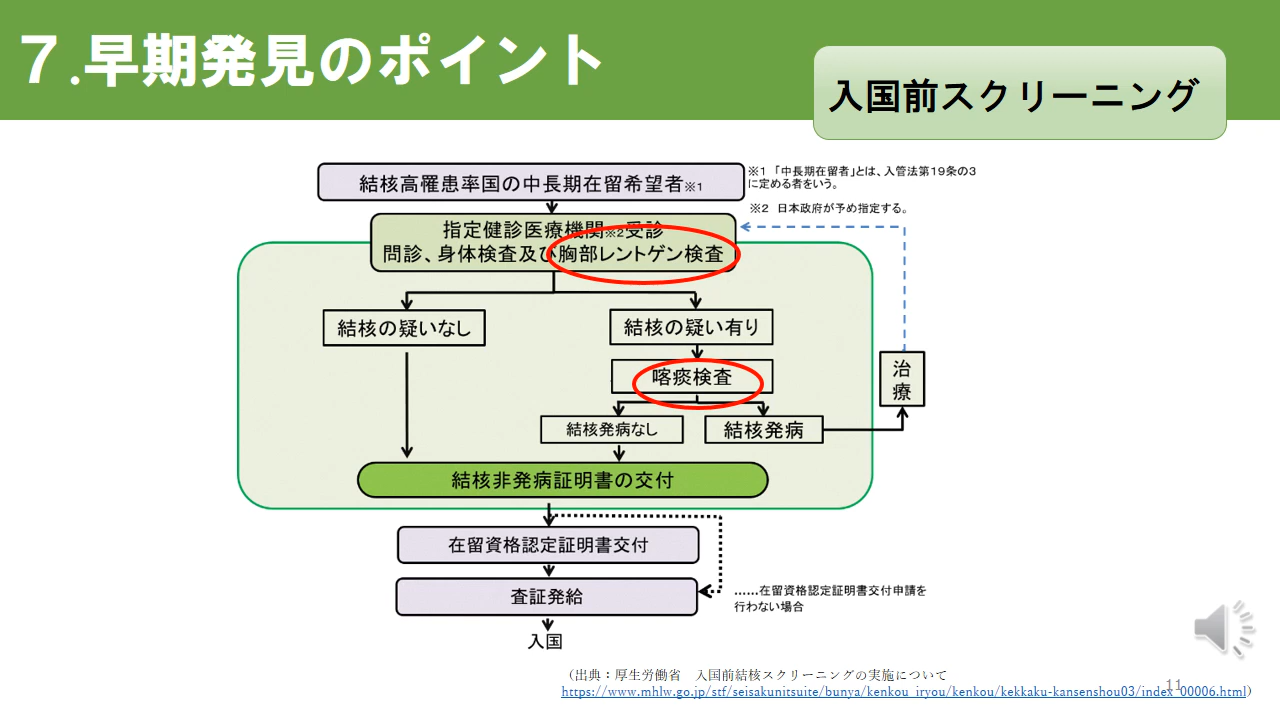 ７.早期発見のポイント
入国前スクリーニング
結核高罹患率国の中長期在留希望者※1
※1　「中長期在留者」とは、入管法第19条の3
に定める者をいう。
※2　日本政府が予め指定する。
指定健診医療機関※2受診
問診、身体検査及び胸部レントゲン検査
結核の疑いなし
結核の疑い有り
喀痰検査
治療
結核発病なし
結核発病
結核非発病証明書の交付
在留資格認定証明書交付
査証発給
……在留資格認定証明書交付申請を
行わない場合
入国
（出典：厚生労働省　入国前結核スクリーニングの実施について
https://www.mhlw.go.jp/stf/seisakunitsuite/bunya/kenkou_iryou/kenkou/kekkaku-kansenshou03/index_00006.html）
11